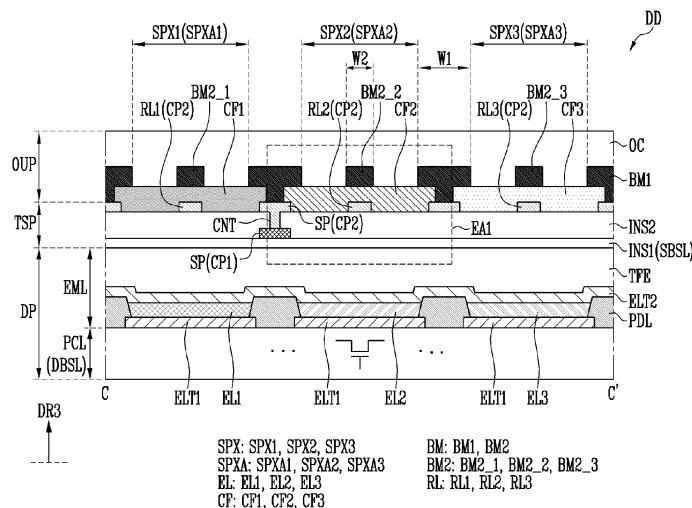 DD
SPX1(SPXA1) SPX2(SPXA2) SPX3(SPXA3)
W2 W1
BM2_1 BM2_2 BM2_3
RL1(CP2) CF1 RL2(CP2) CF2 RL3(CP2) CF3
OC
OUP
BM1
TSP
CNT SP(CP2) INS2
EA1
SP(CP1) INS1(SBSL)
TFE
EML
DP
ELT2
PDL
PCL
(DBSL)
... ...
C C'
ELT1 EL1 ELT1 EL2 ELT1 EL3
DR3
SPX: SPX1, SPX2, SPX3
SPXA: SPXA1, SPXA2, SPXA3
EL: EL1, EL2, EL3
CF: CF1, CF2, CF3
BM: BM1, BM2
BM2: BM2_1, BM2_2, BM2_3
RL: RL1, RL2, RL3